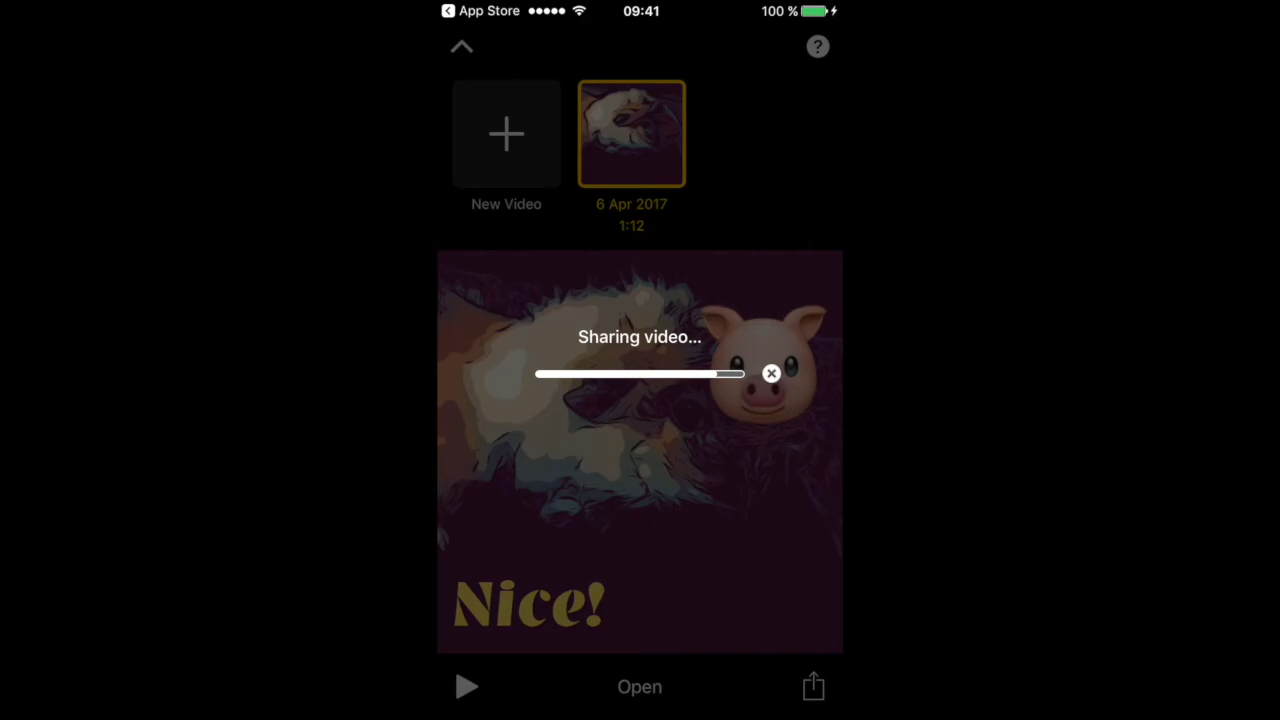 App Store 09:41 100 %
?
New Video
6 Apr 2017
1:12
Sharing video...
Nice!
Open